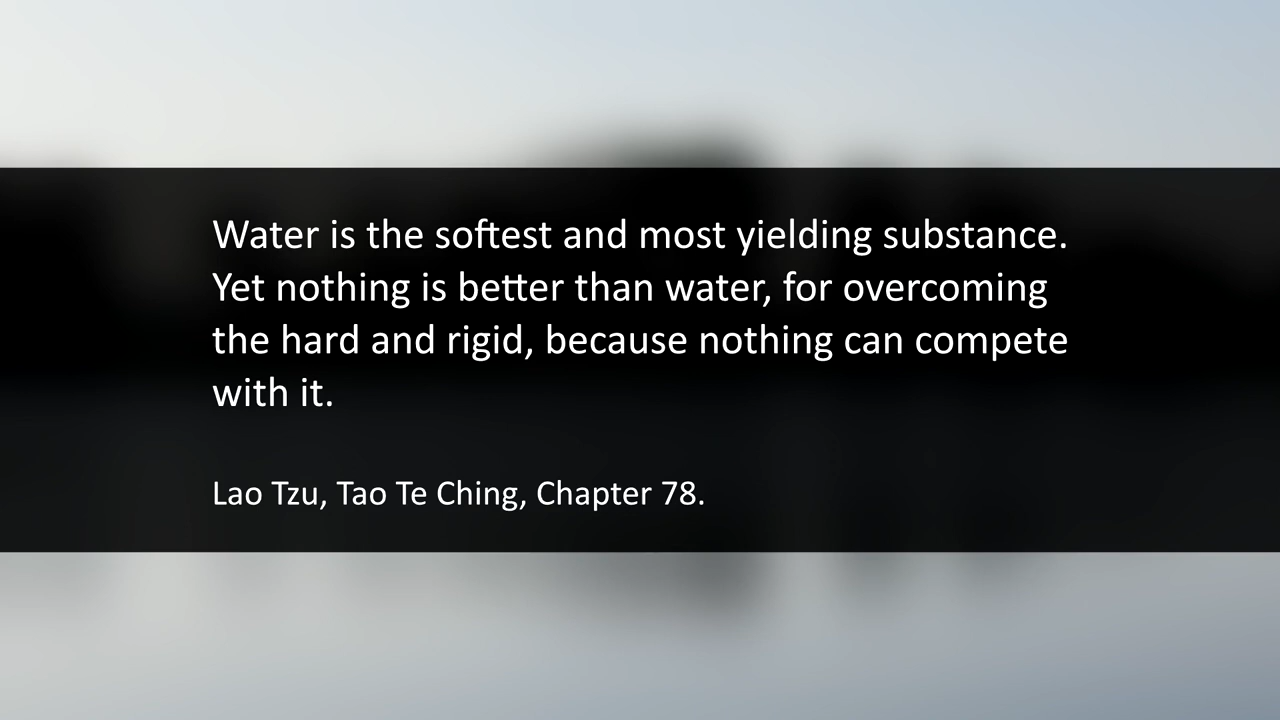 Water is the softest and most yielding substance.
Yet nothing is better than water, for overcoming
the hard and rigid, because nothing can compete
with it.
Lao Tzu, Tao Te Ching, Chapter 78.